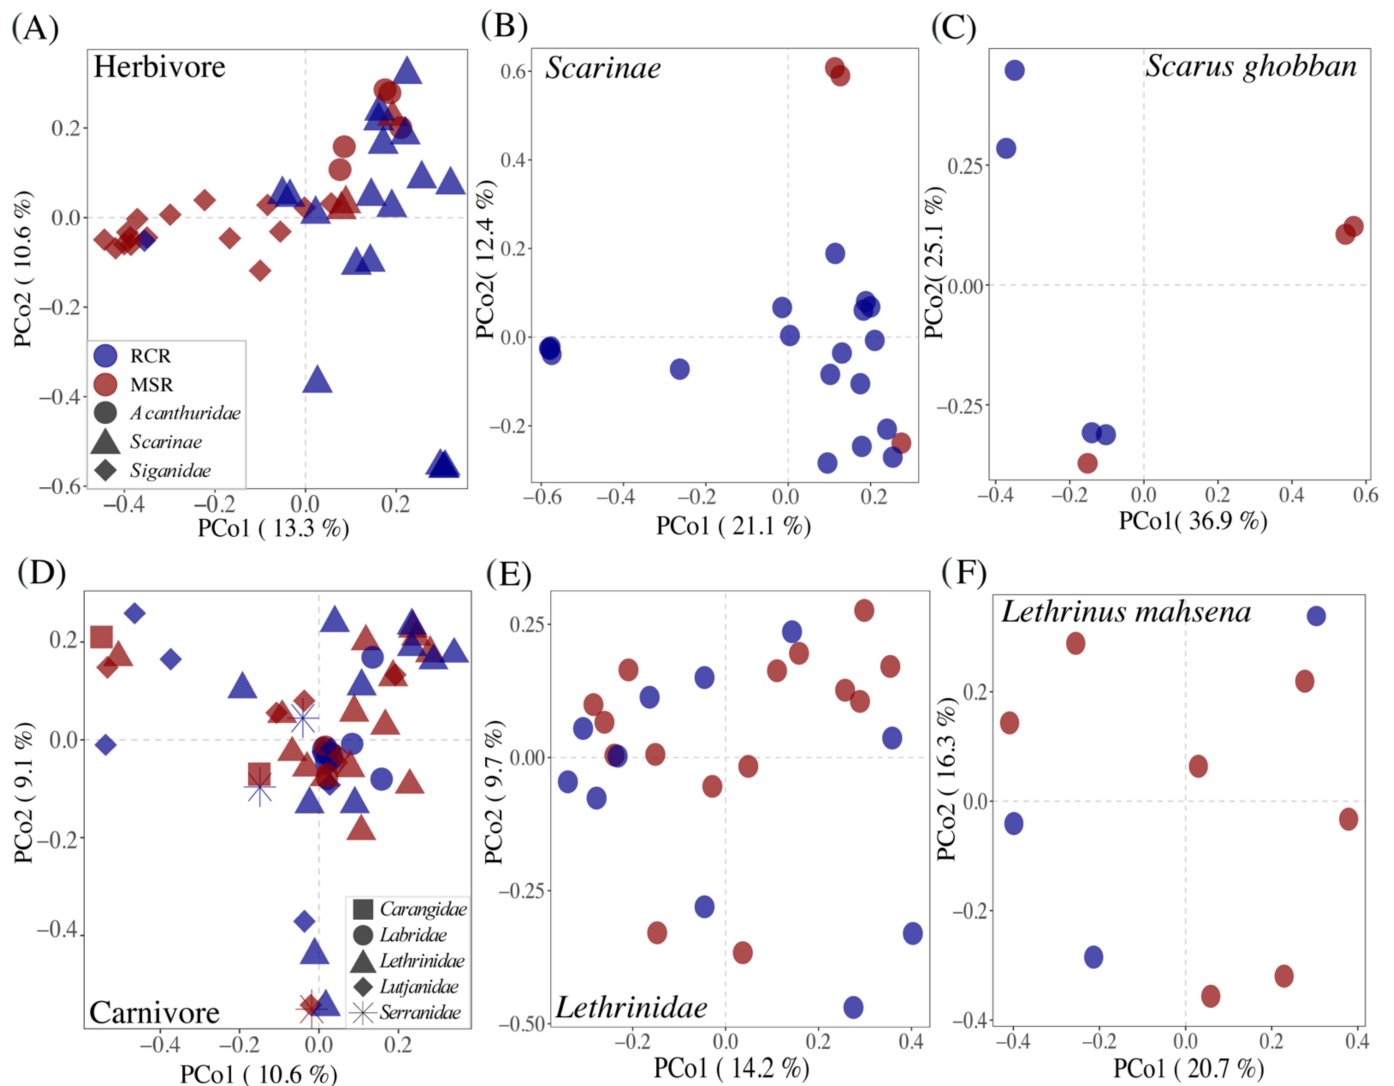 (A)
Herbivore
PCo2 ( 10.6 %)
0.2
0.0
−0.2
−0.4
−0.6
RCR
MSR
Acanthuridae
Scarinae
Siganidae
−0.4
−0.2
0.0
0.2
PCo1 ( 13.3 %)
(B)
Scarinae
PCo2( 12.4 %)
0.6
0.4
0.2
0.0
−0.2
−0.6
−0.4
−0.2
0.0
0.2
PCo1 ( 21.1 %)
(C)
Scarus ghobban
PCo2( 25.1 %)
0.25
0.00
−0.25
−0.4
−0.2
0.0
0.2
0.4
0.6
PCo1( 36.9 %)
(D)
PCo2 ( 9.1 %)
0.2
0.0
−0.2
−0.4
Carangidae
Labridae
Lethrinidae
Lutjanidae
Serranidae
Carnivore
−0.4
−0.2
0.0
0.2
PCo1 ( 10.6 %)
(E)
PCo2 ( 9.7 %)
0.25
0.00
−0.25
−0.50
Lethrinidae
−0.2
0.0
0.2
0.4
PCo1 ( 14.2 %)
(F)
Lethrinus mahsena
PCo2 ( 16.3 %)
0.2
0.0
−0.2
−0.4
−0.4
−0.2
0.0
0.2
0.4
PCo1 ( 20.7 %)